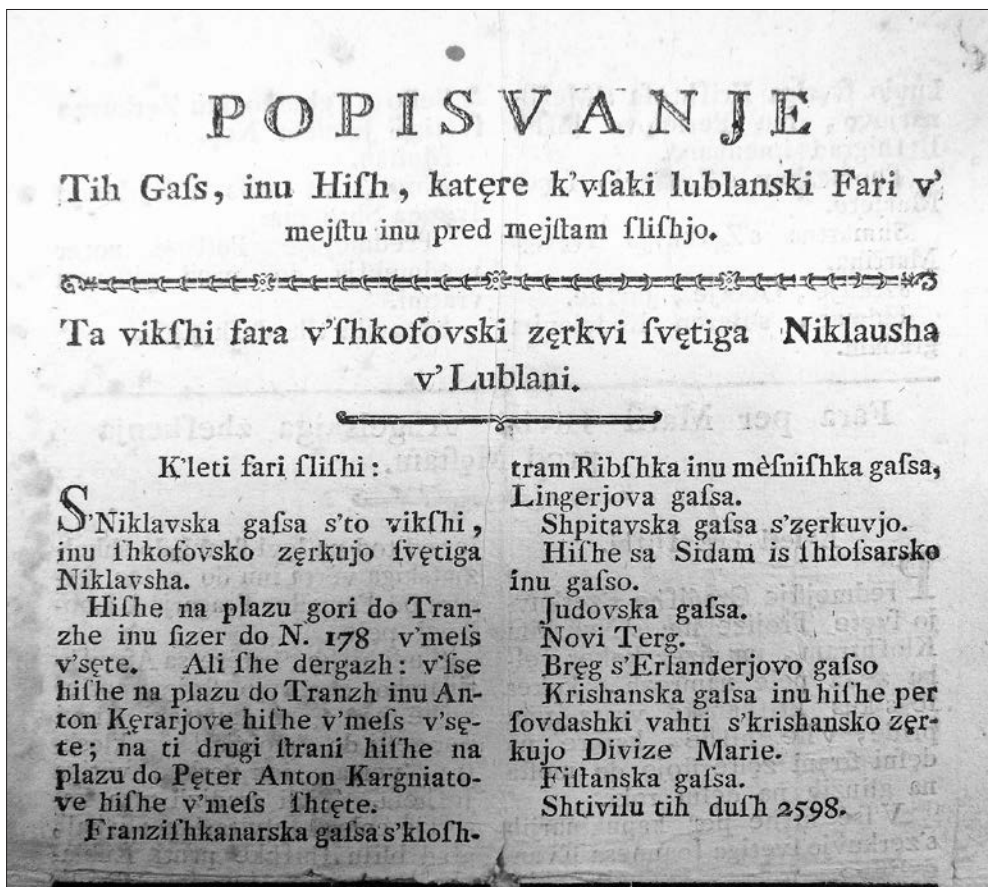 POPISVANJE
Tih Gaſs, inu Hiſh, katęre k'vſaki lublanski Fari v'
mejſtu inu pred mejſtam ſliſhjo.
Ta vikſhi fara v'ſhkofovski zęrkvi ſvętiga Niklausha
v' Lublani.
K'leti fari ſliſhi:
S'Niklavska gaſsa s'to vikſhi,
inu ſhkofovsko zęrkujo ſvętiga
Niklavsha.
Hiſhe na plazu gori do Tran-
zhe inu ſizer do N. 178 v'meſs
v'sęte. Ali ſhe dergazh: v'ſse
hiſhe na plazu do Tranzh inu An-
ton Kęrarjove hiſhe v'meſs v'sę-
te; na ti drugi ſtrani hiſhe na
plazu do Pęter Anton Kargniato-
ve hiſhe v'meſs ſhtęte.
Franziſhkanarska gaſsa s'kloſh-
tram Ribſhka inu mèſniſhka gaſsa,
Lingerjova gaſsa.
Shpitavska gaſsa s'zęrkuvjo.
Hiſhe sa Sidam is ſhloſsarsko
inu gaſso.
Judovska gaſsa.
Novi Terg.
Bręg s'Erlanderjovo gaſso
Krishanska gaſsa inu hiſhe per
ſovdashki vahti s'krishansko zęr-
kujo Divize Marie.
Fiſtanska gaſsa.
Shtivilu tih duſh 2598.